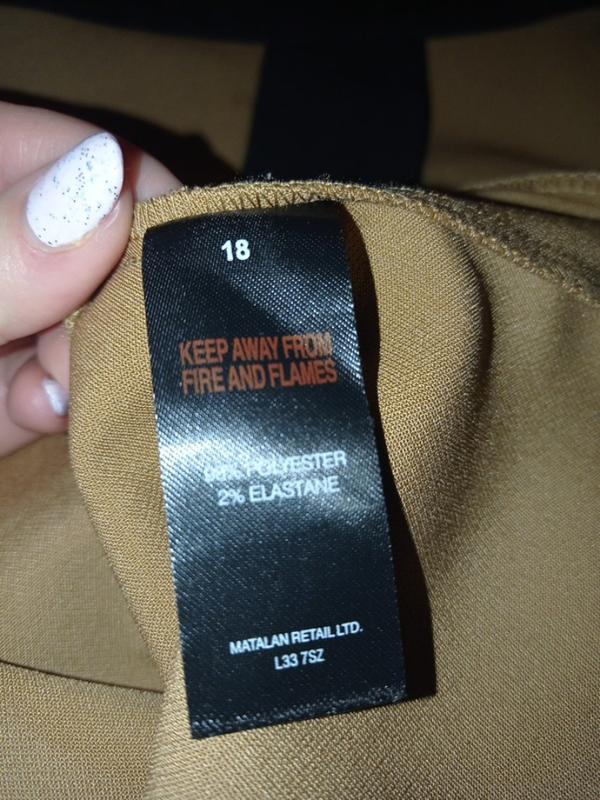 18
KEEP AWAY FROM
FIRE AND FLAMES
POLYESTER
2% ELASTANE
MATALAN RETAIL LTD.
L33 7SZ